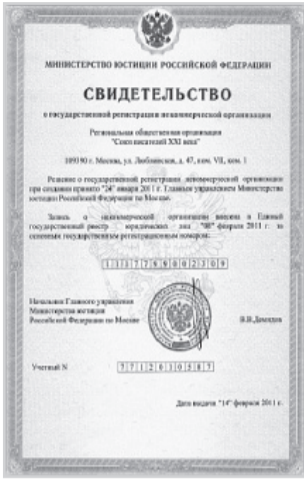 МИНИСТЕРСТВО ЮСТИЦИИ РОССИЙСКОЙ ФЕДЕРАЦИИ
СВИДЕТЕЛЬСТВО
о государственной регистрации некоммерческой организации
Региональная общественная организация
"Союз писателей XXI века"
109390 г. Москва, ул. Люблинская, д. 47, пом. VII, ком. 1
Решение о государственной регистрации некоммерческой организации
при создании принято "24" января 2011 г. Главным управлением Министерства
юстиции Российской Федерации по Москве.
Запись о некоммерческой организации внесена в Единый
государственный реестр юридических лиц "08" февраля 2011 г. за
основным государственным регистрационным номером:
Начальник Главного управления
Министерства юстиции
Российской Федерации по Москве
Учетный N 7712030587
Дата выдачи "14" февраля 2011 г.